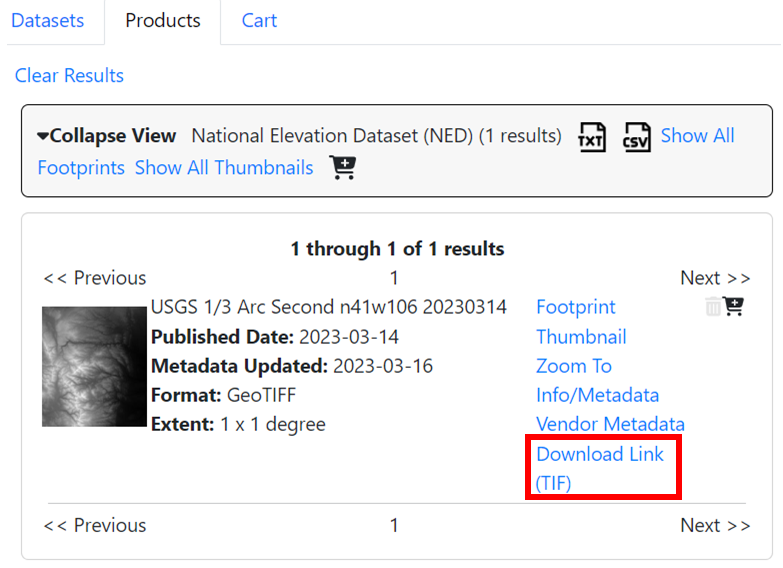 Datasets Products Cart
Clear Results
Collapse View National Elevation Dataset (NED) (1 results) TXT CSV Show All
Footprints Show All Thumbnails
1 through 1 of 1 results
<< Previous 1 Next >>
USGS 1/3 Arc Second n41w106 20230314 Footprint
Published Date: 2023-03-14 Thumbnail
Metadata Updated: 2023-03-16 Zoom To
Format: GeoTIFF Info/Metadata
Extent: 1 x 1 degree Vendor Metadata
Download Link
(TIF)
<< Previous 1 Next >>